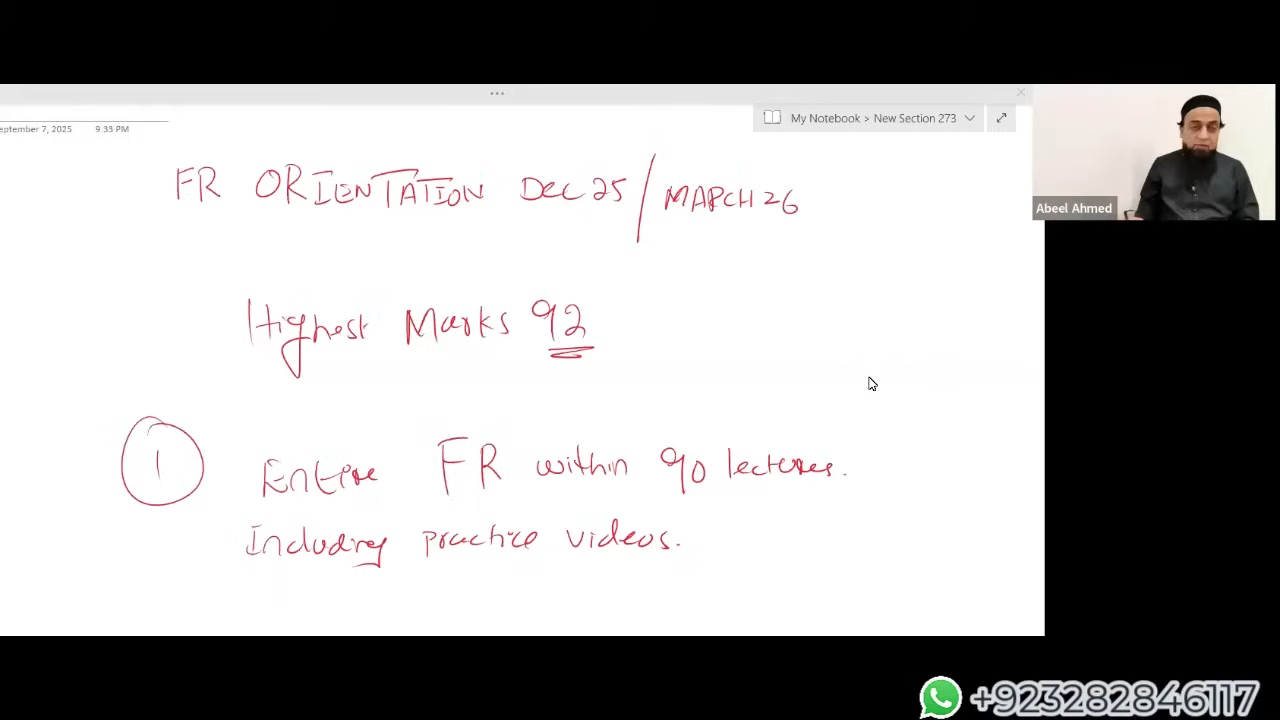 eptember 7, 2025 9:33 PM
My Notebook > New Section 273
FR ORIENTATION DEC 25 / MARCH 26
Abeel Ahmed
Highest Marks 92
1 Entire FR within 90 lectures.
Including practice videos.
+923282846117